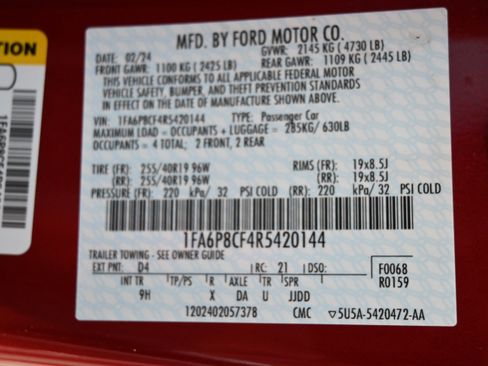 UTION
MFD. BY FORD MOTOR CO.
DATE: 02/24 GVWR: 2145 KG ( 4730 LB)
FRONT GAWR: 1100 KG ( 2425 LB) REAR GAWR: 1109 KG ( 2445 LB)
THIS VEHICLE CONFORMS TO ALL APPLICABLE FEDERAL MOTOR
VEHICLE SAFETY, BUMPER, AND THEFT PREVENTION STANDARDS
IN EFFECT ON THE DATE OF MANUFACTURE SHOWN ABOVE.
VIN: 1FA6P8CF4R5420144 TYPE: Passenger Car
MAXIMUM LOAD = OCCUPANTS + LUGGAGE = 285KG/ 630LB
OCCUPANTS = 4 TOTAL; 2 FRONT, 2 REAR
TIRE (FR): 255/40R19 96W RIMS (FR): 19x8.5J
(RR): 255/40R19 96W (RR): 19x8.5J
PRESSURE (FR): 220 kPa/ 32 PSI COLD (RR): 220 kPa/ 32 PSI COLD
1FA6P8CF4R5420144
TRAILER TOWING - SEE OWNER GUIDE
EXT PNT: D4 RC: 21 DSO: F0068
R0159
INT TR TP/PS R AXLE TR SPR
9H X DA U JJDD
1202402057378 CMC ▽5U5A-5420472-AA